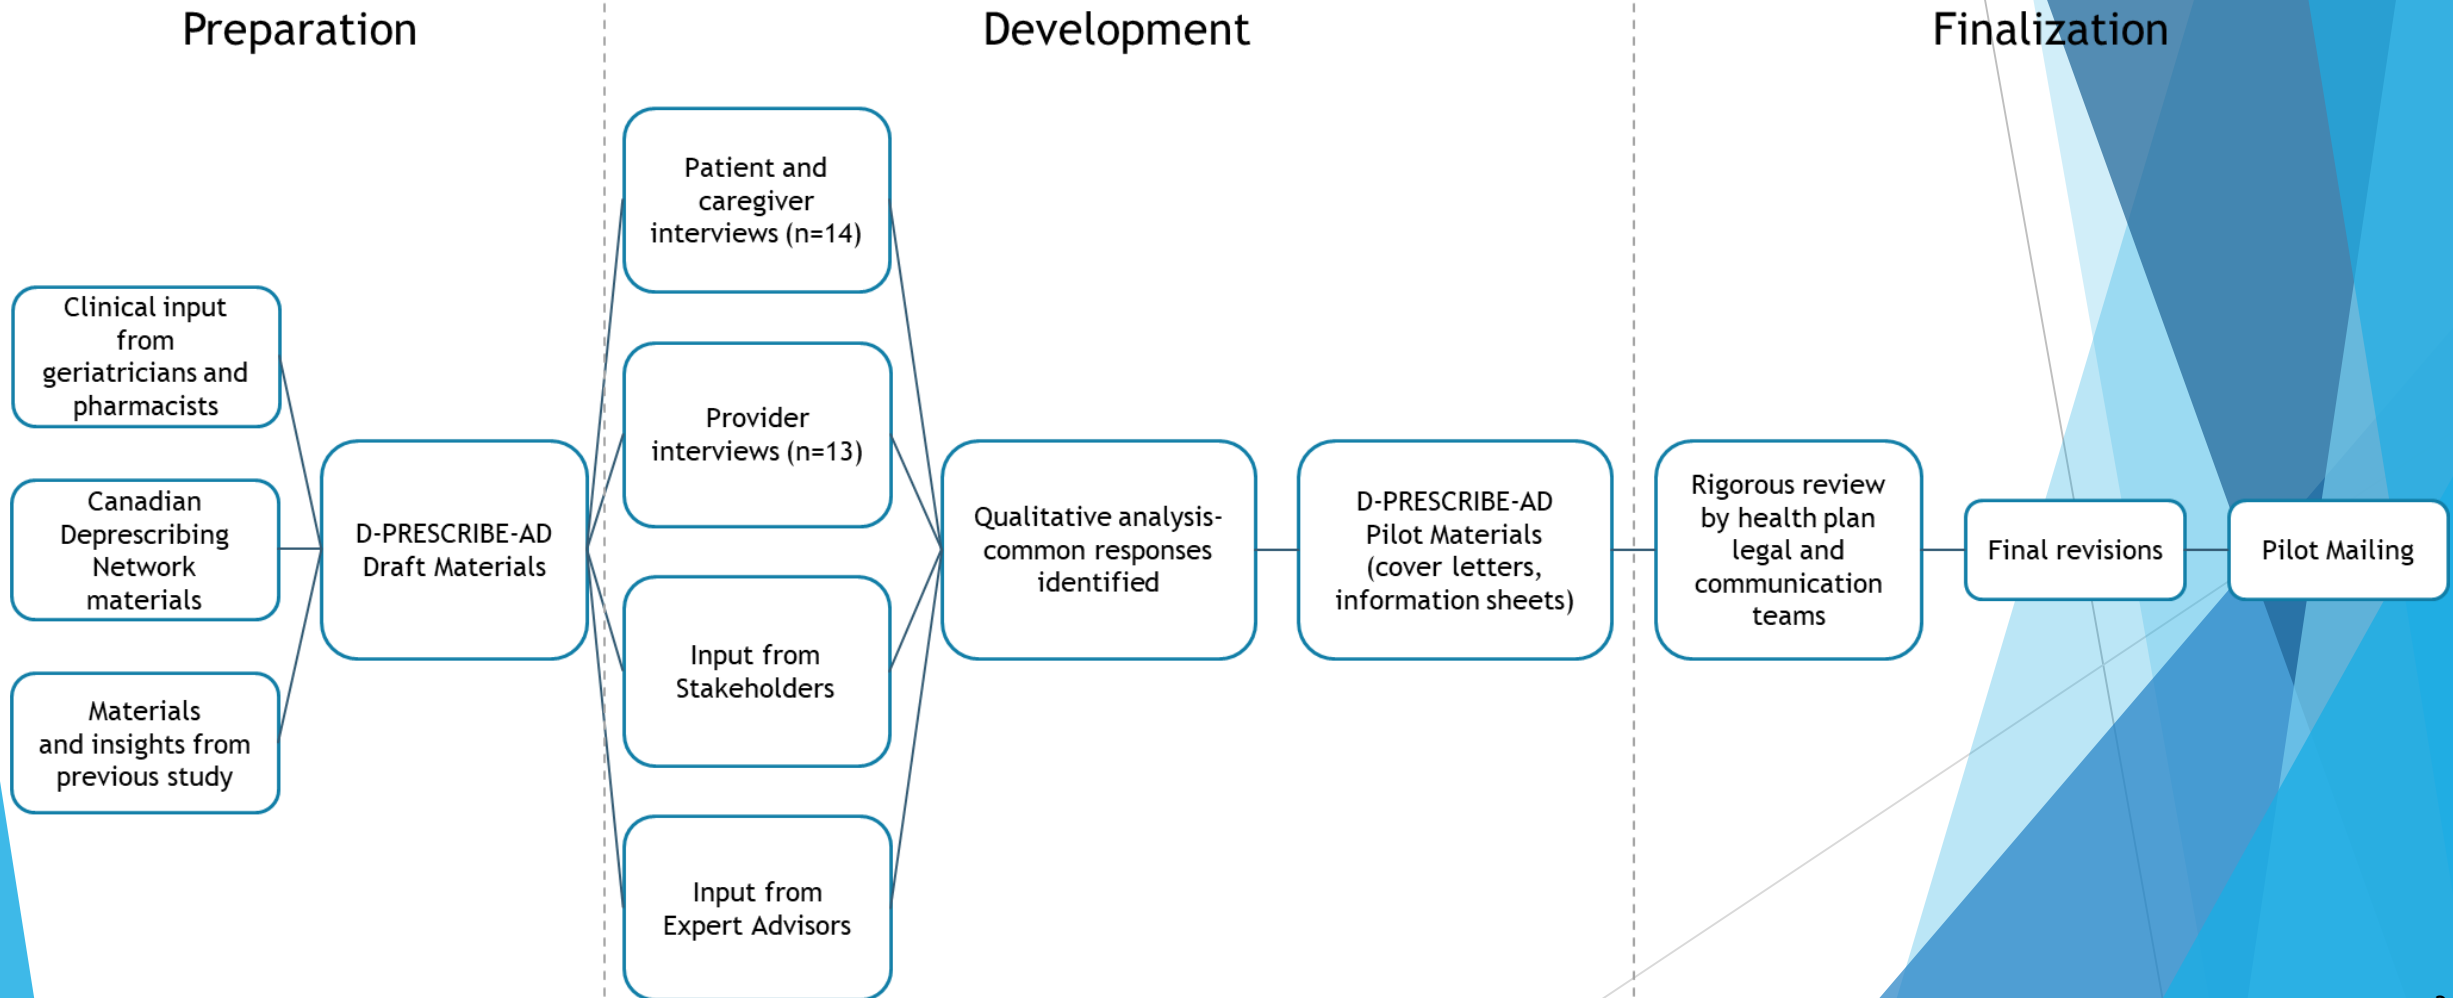 Preparation
Development
Finalization
Clinical input
from
geriatricians and
pharmacists
Canadian
Deprescribing
Network
materials
Materials
and insights from
previous study
D-PRESCRIBE-AD
Draft Materials
Patient and
caregiver
interviews (n=14)
Provider
interviews (n=13)
Input from
Stakeholders
Input from
Expert Advisors
Qualitative analysis-
common responses
identified
D-PRESCRIBE-AD
Pilot Materials
(cover letters,
information sheets)
Rigorous review
by health plan
legal and
communication
teams
Final revisions
Pilot Mailing